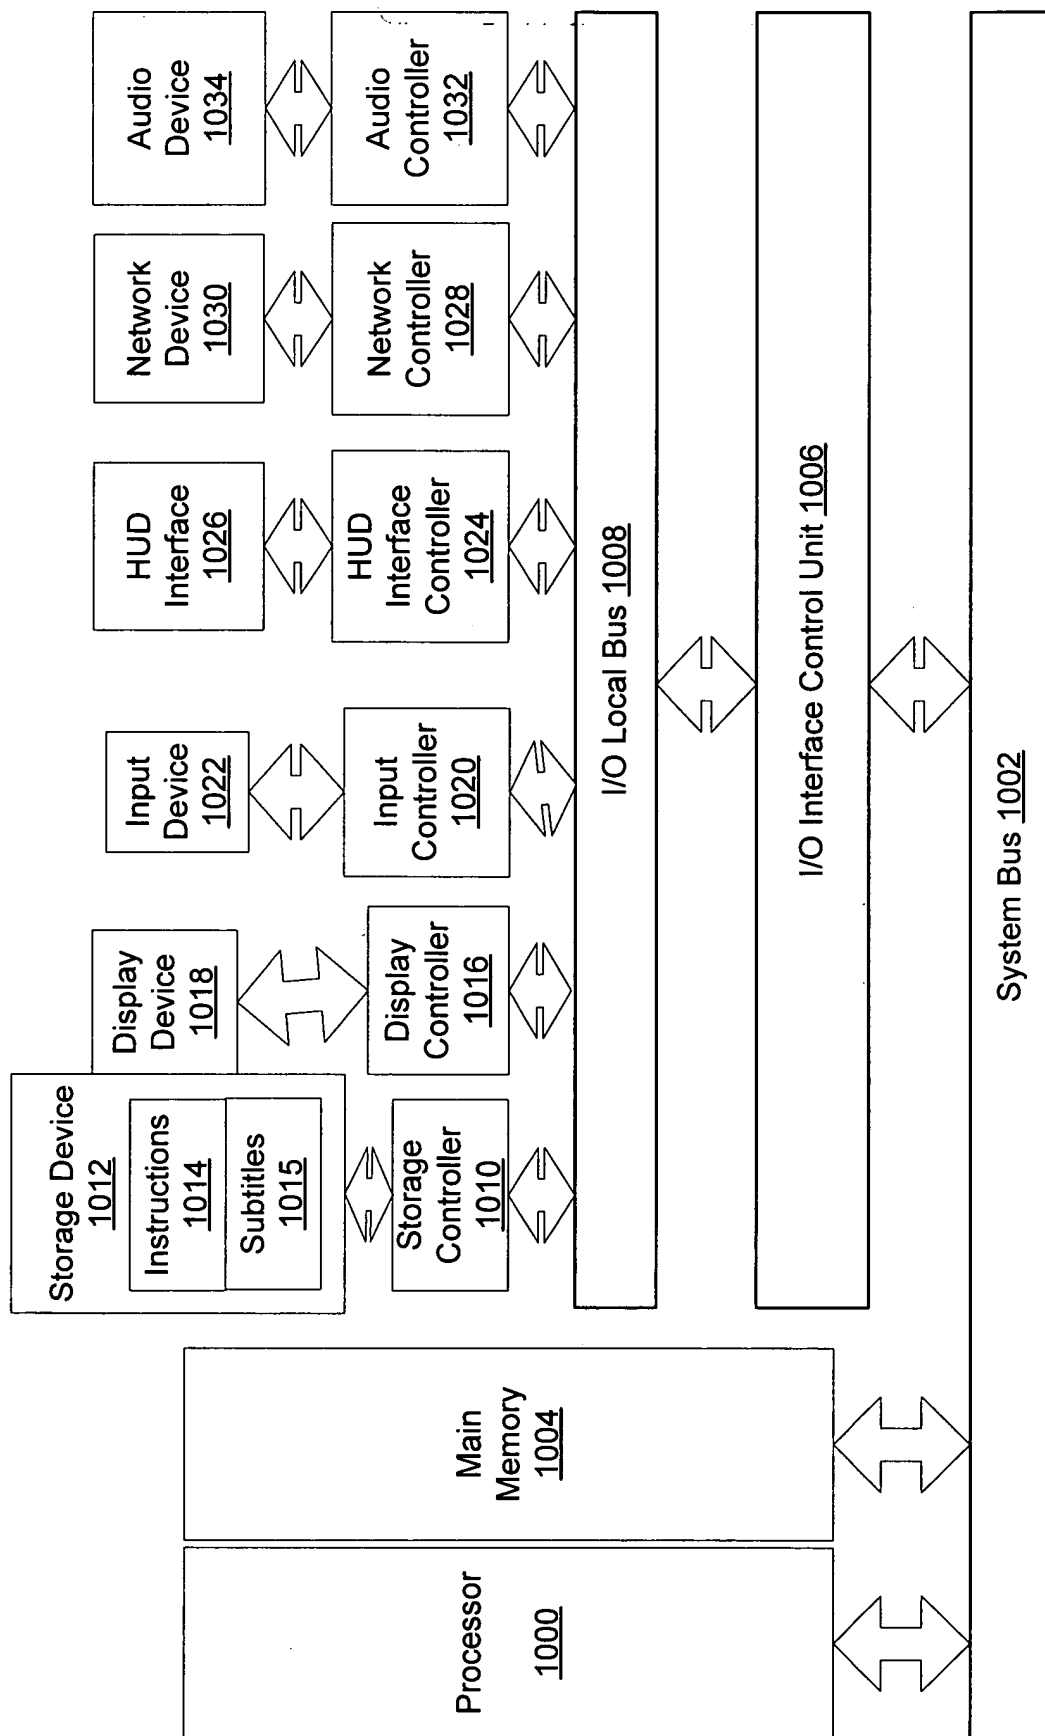 Processor
1000
Main
Memory
1004
Storage Device
1012
Instructions
1014
Subtitles
1015
Storage
Controller
1010
Display
Device
1018
Display
Controller
1016
Input
Device
1022
Input
Controller
1020
HUD
Interface
1026
HUD
Interface
Controller
1024
Network
Device
1030
Network
Controller
1028
Audio
Device
1034
Audio
Controller
1032
I/O Local Bus 1008
I/O Interface Control Unit 1006
System Bus 1002